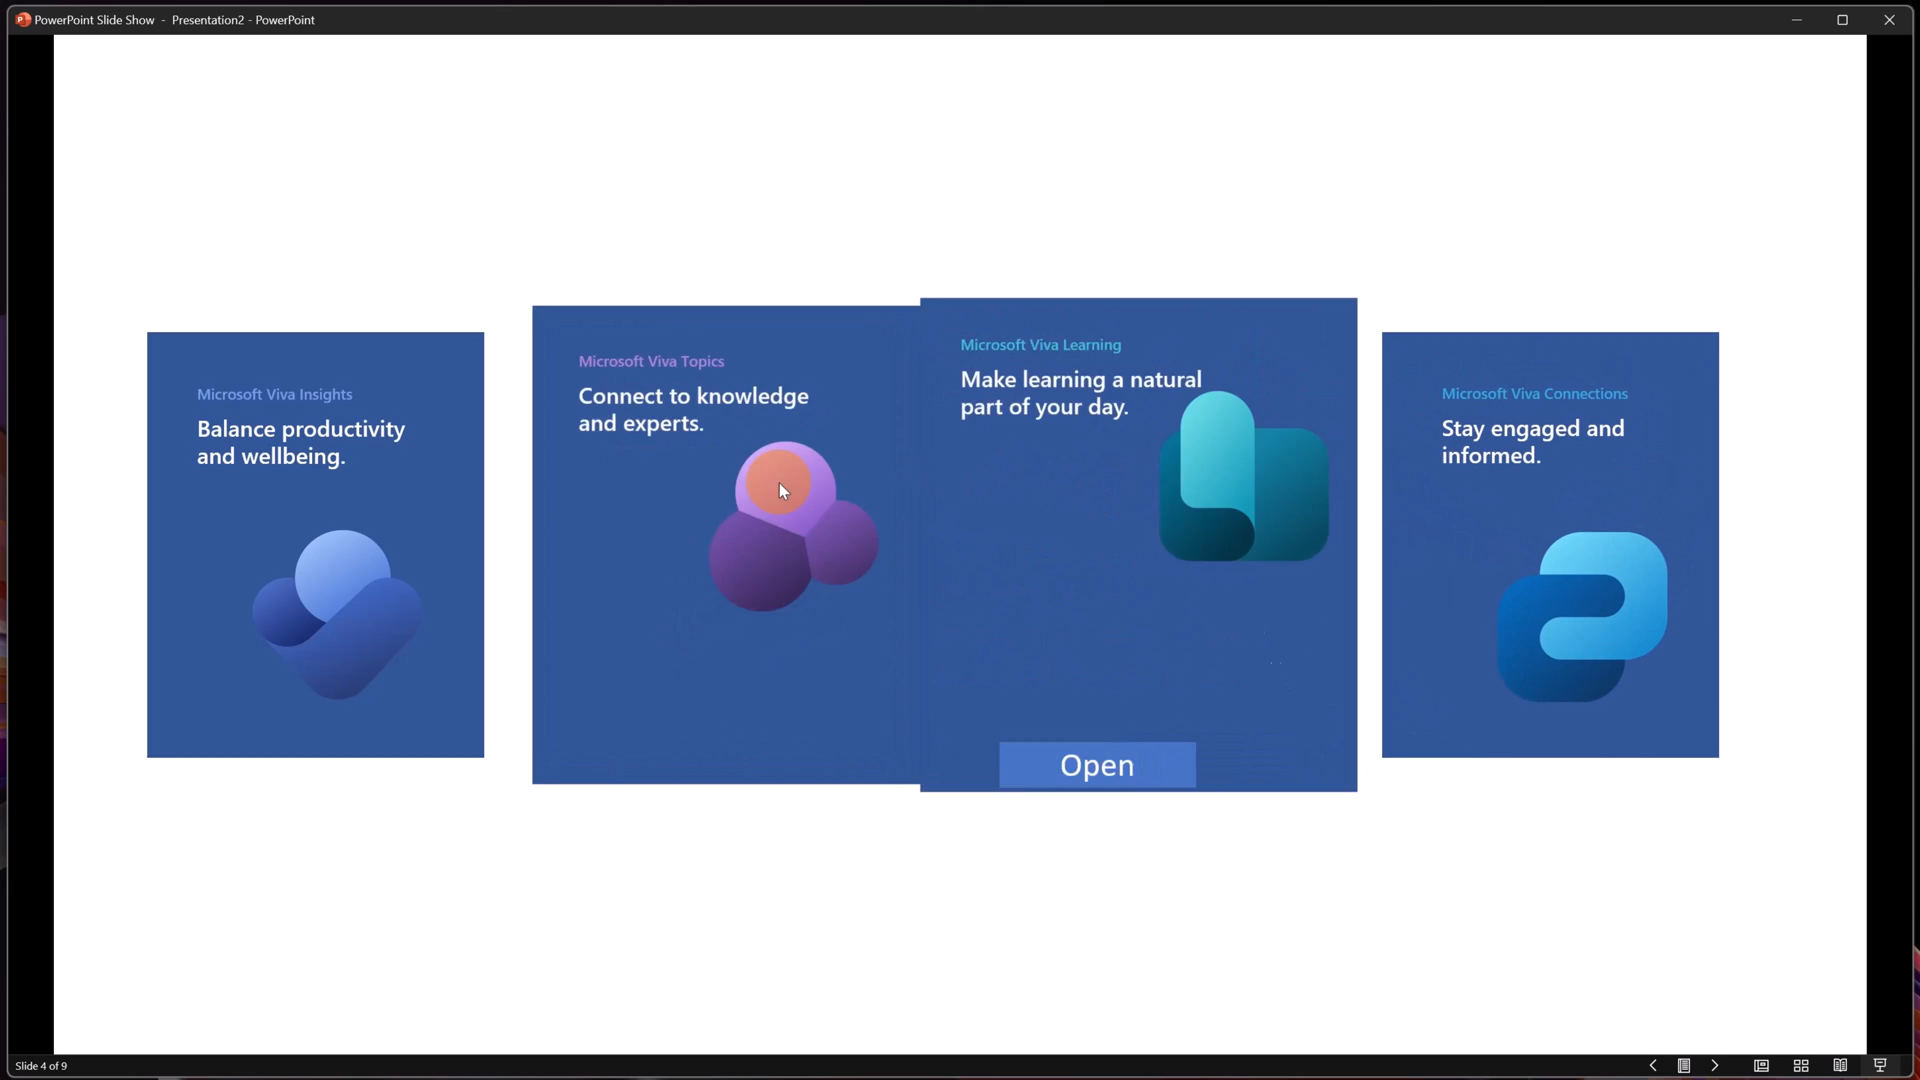 PowerPoint Slide Show - Presentation2 - PowerPoint
Microsoft Viva Insights
Balance productivity
and wellbeing.
Microsoft Viva Topics
Connect to knowledge
and experts.
Microsoft Viva Learning
Make learning a natural
part of your day.
Open
Microsoft Viva Connections
Stay engaged and
informed.
Slide 4 of 9